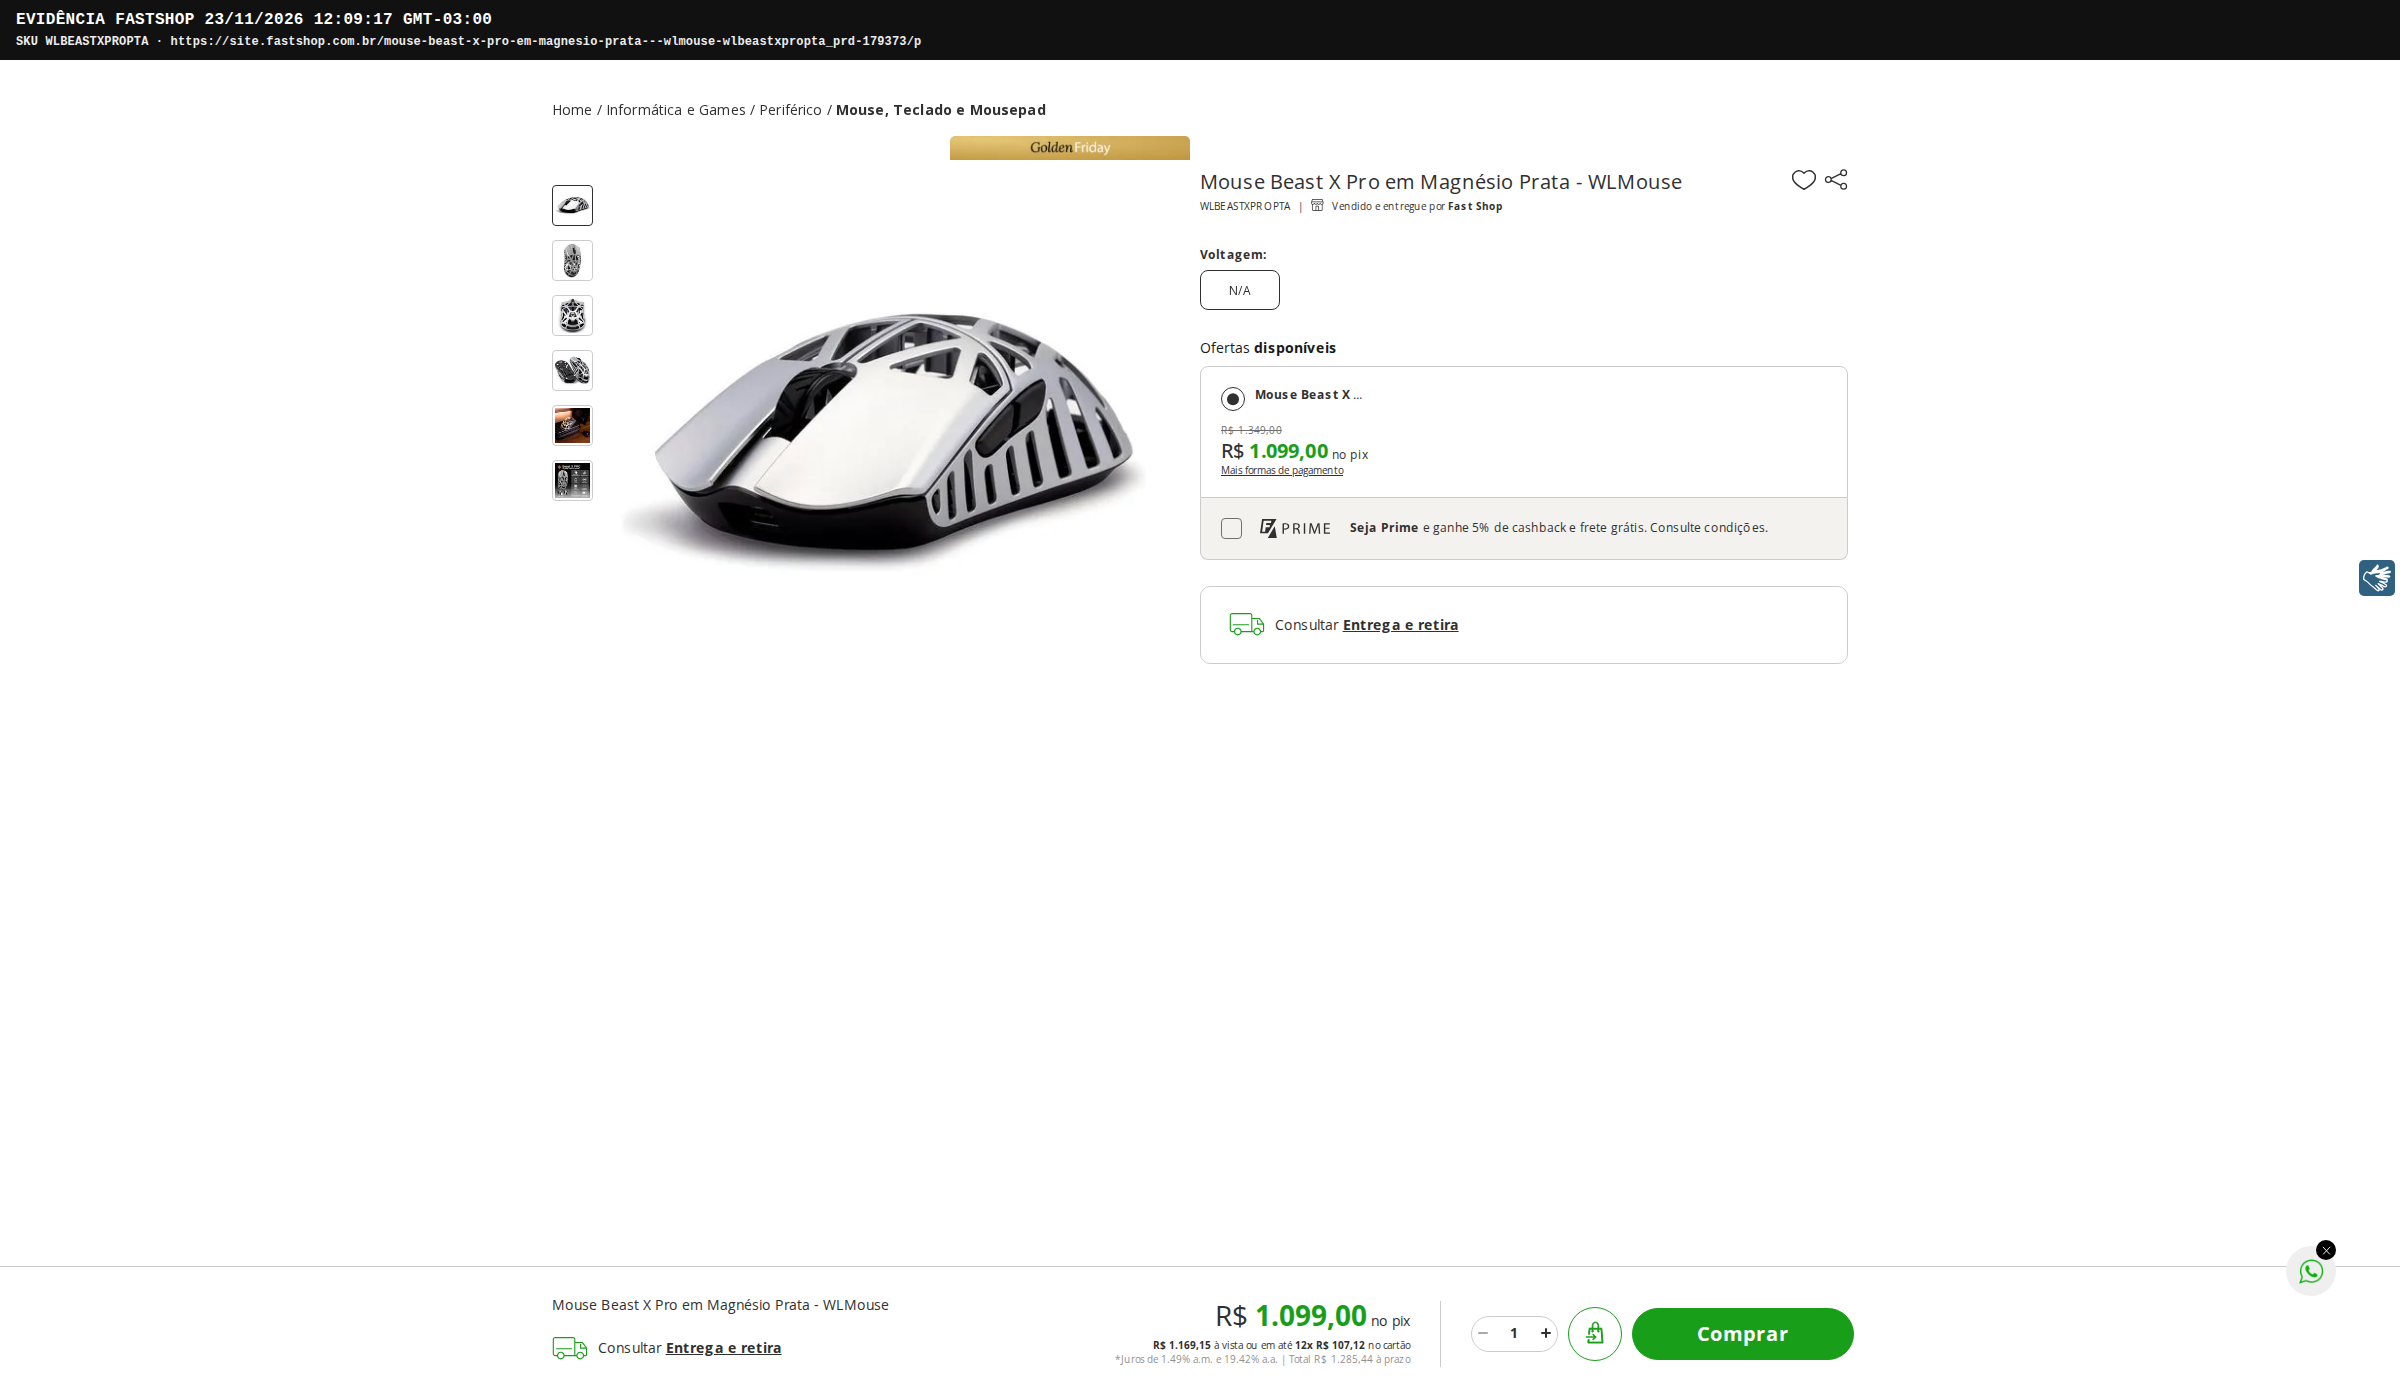 EVIDÊNCIA FASTSHOP 23/11/2026 12:09:17 GMT-03:00
SKU WLBEASTXPROPTA · https://site.fastshop.com.br/mouse-beast-x-pro-em-magnesio-prata---wlmouse-wlbeastxpropta_prd-179373/p
Home / Informática e Games / Periférico / Mouse, Teclado e Mousepad
Golden Friday
Mouse Beast X Pro em Magnésio Prata - WLMouse
WLBEASTXPROPTA | Vendido e entregue por Fast Shop
Voltagem:
N/A
Ofertas disponíveis
Mouse Beast X ...
R$ 1.349,00
R$ 1.099,00 no pix
Mais formas de pagamento
PRIME Seja Prime e ganhe 5% de cashback e frete grátis. Consulte condições.
Consultar Entrega e retira
Mouse Beast X Pro em Magnésio Prata - WLMouse
Consultar Entrega e retira
R$ 1.099,00 no pix
R$ 1.169,15 à vista ou em até 12x R$ 107,12 no cartão
*Juros de 1.49% a.m. e 19.42% a.a. | Total R$ 1.285,44 à prazo
1
Comprar